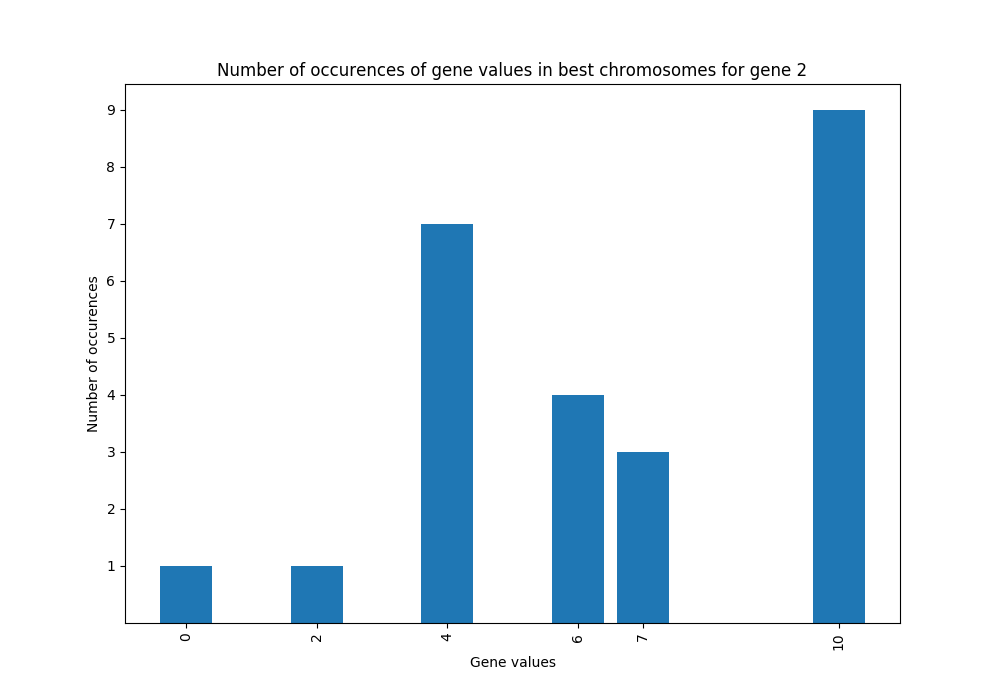 Number of occurences of gene values in best chromosomes for gene 2
Number of occurences
9
8
7
6
5
4
3
2
1
0 2 4 6 7 10
Gene values